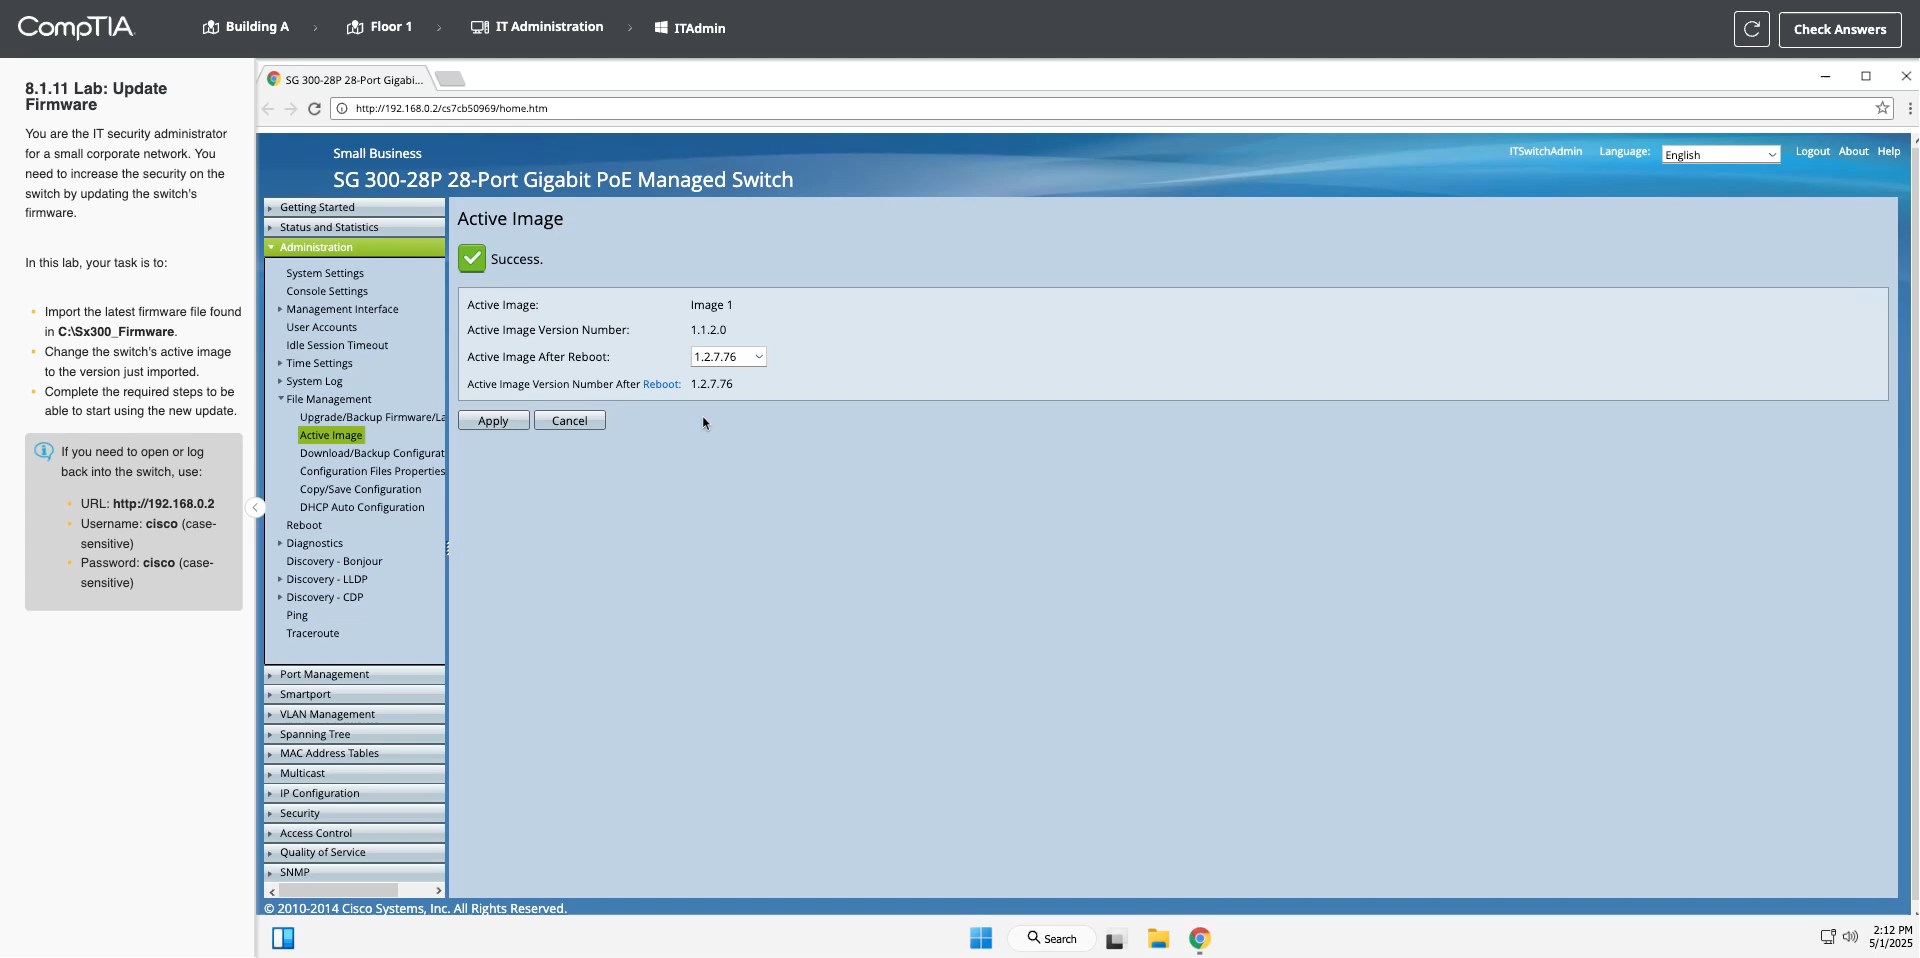 CompTIA.
Building A
Floor 1
IT Administration
ITAdmin
Check Answers
8.1.11 Lab: Update
Firmware
You are the IT security administrator
for a small corporate network. You
need to increase the security on the
switch by updating the switch's
firmware.
In this lab, your task is to:
Import the latest firmware file found
in C:\Sx300_Firmware.
Change the switch's active image
to the version just imported.
Complete the required steps to be
able to start using the new update.
If you need to open or log
back into the switch, use:
URL: http://192.168.0.2
Username: cisco (case-
sensitive)
Password: cisco (case-
sensitive)
SG 300-28P 28-Port Gigabi...
http://192.168.0.2/cs7cb50969/home.htm
Small Business
SG 300-28P 28-Port Gigabit PoE Managed Switch
ITSwitchAdmin Language: English Logout About Help
Getting Started
Status and Statistics
Administration
System Settings
Console Settings
Management Interface
User Accounts
Idle Session Timeout
Time Settings
System Log
File Management
Upgrade/Backup Firmware/La
Active Image
Download/Backup Configurat
Configuration Files Properties
Copy/Save Configuration
DHCP Auto Configuration
Reboot
Diagnostics
Discovery - Bonjour
Discovery - LLDP
Discovery - CDP
Ping
Traceroute
Port Management
Smartport
VLAN Management
Spanning Tree
MAC Address Tables
Multicast
IP Configuration
Security
Access Control
Quality of Service
SNMP
Active Image
Success.
Active Image: Image 1
Active Image Version Number: 1.1.2.0
Active Image After Reboot: 1.2.7.76
Active Image Version Number After Reboot: 1.2.7.76
Apply Cancel
© 2010-2014 Cisco Systems, Inc. All Rights Reserved.
Search
2:12 PM
5/1/2025